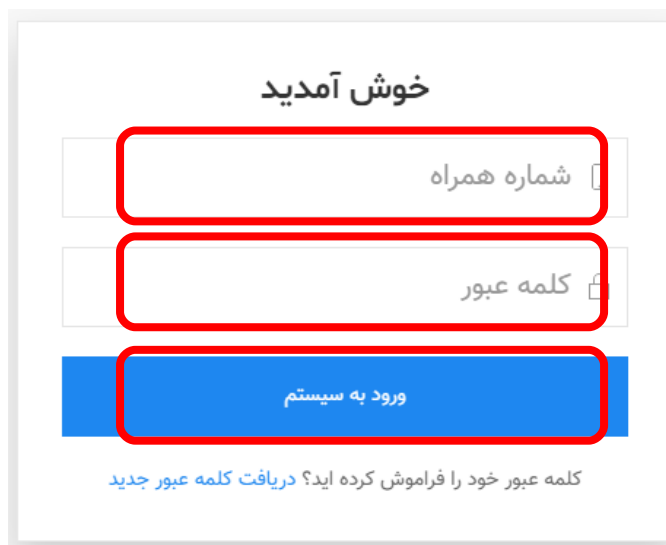 خوش آمدید
شماره همراه
کلمه عبور
ورود به سیستم
کلمه عبور خود را فراموش کرده اید؟ دریافت کلمه عبور جدید